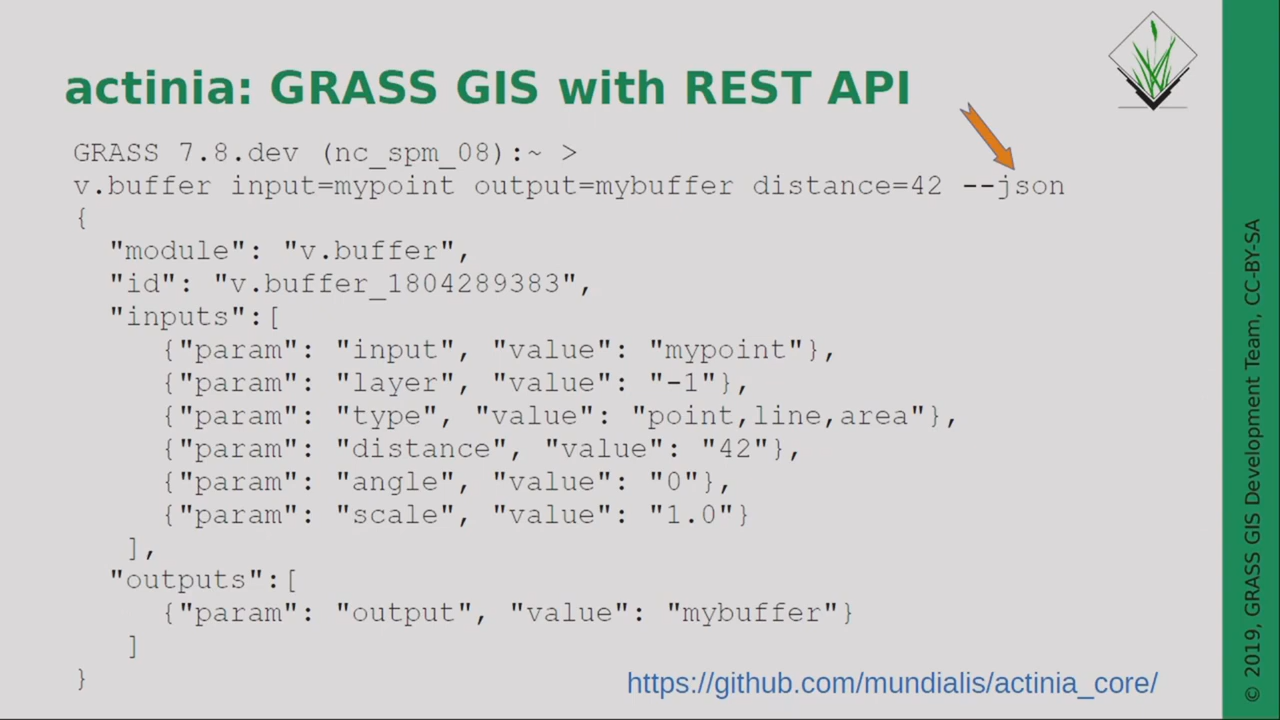 actinia: GRASS GIS with REST API
GRASS 7.8.dev (nc_spm_08):~ >
v.buffer input=mypoint output=mybuffer distance=42 --json
{
"module": "v.buffer",
"id": "v.buffer_1804289383",
"inputs":[
{"param": "input", "value": "mypoint"},
{"param": "layer", "value": "-1"},
{"param": "type", "value": "point,line,area"},
{"param": "distance", "value": "42"},
{"param": "angle", "value": "0"},
{"param": "scale", "value": "1.0"}
],
"outputs":[
{"param": "output", "value": "mybuffer"}
]
}
https://github.com/mundialis/actinia_core/
© 2019, GRASS GIS Development Team, CC-BY-SA